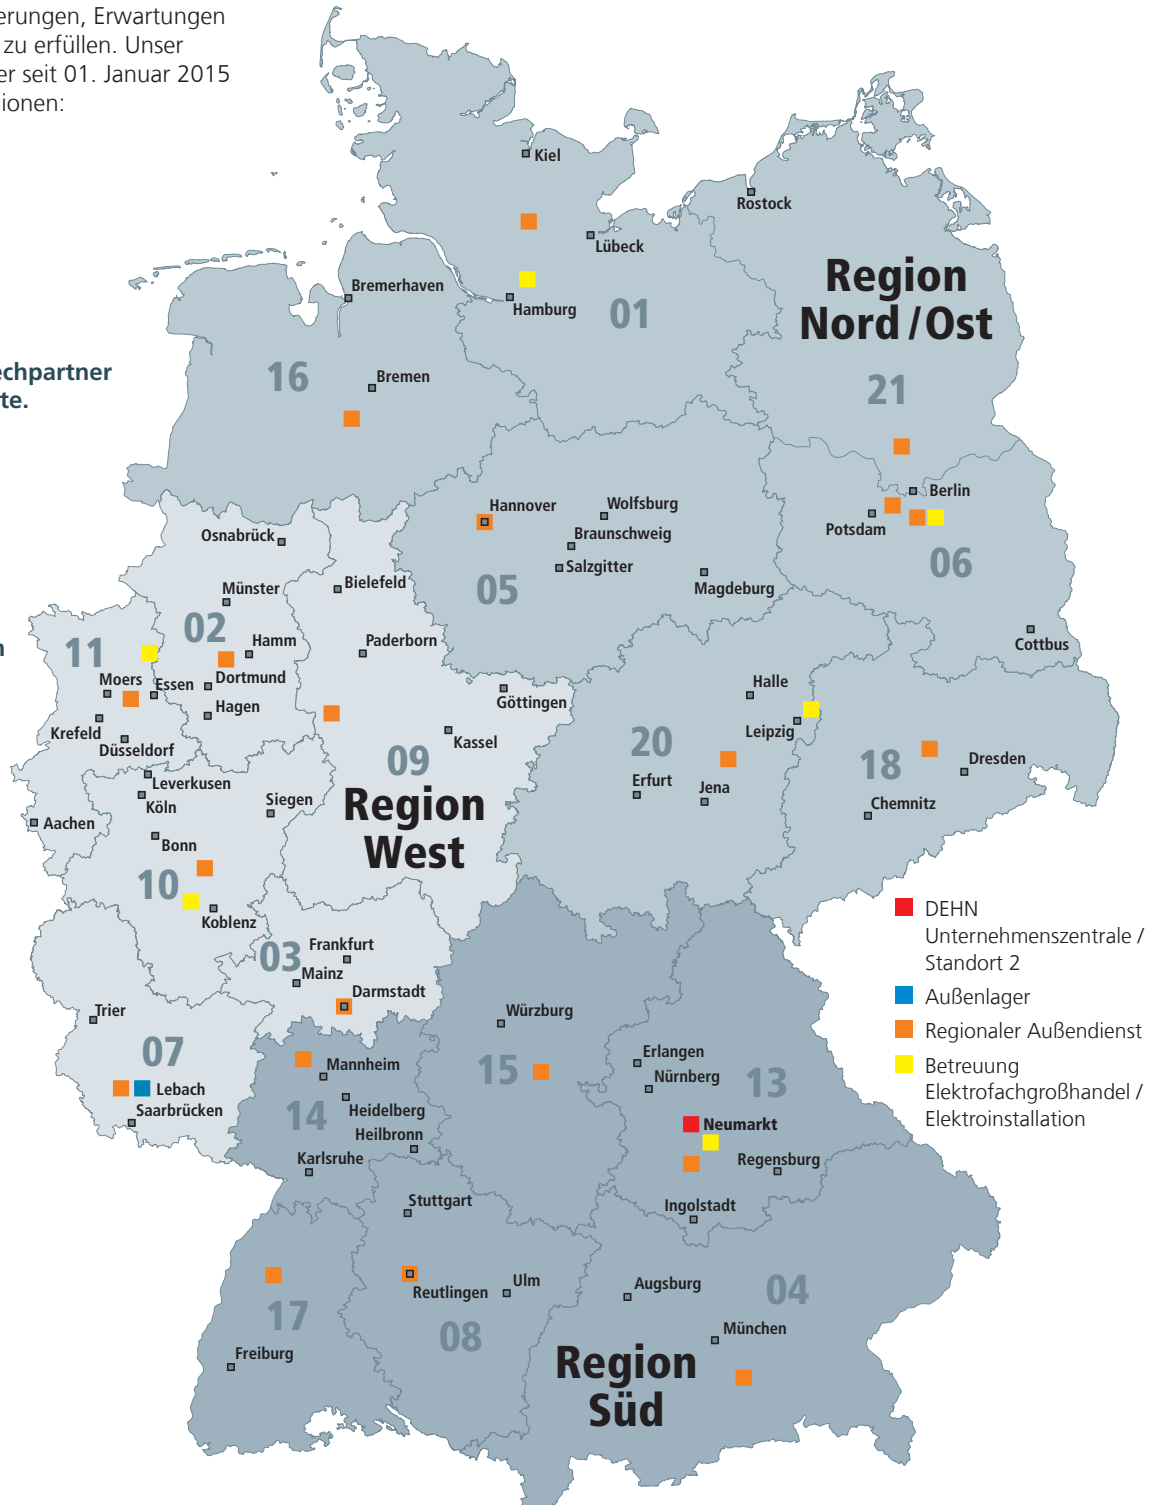 erungen, Erwartungen
zu erfüllen. Unser
er seit 01. Januar 2015
ionen:
Kiel
Rostock
Lübeck
Region
Nord / Ost
Bremerhaven
Hamburg
01
16
Bremen
echpartner
te.
21
Hannover
Wolfsburg
Berlin
Braunschweig
Potsdam
Osnabrück
Salzgitter
06
Bielefeld
05
Magdeburg
Münster
02
Hamm
Paderborn
Cottbus
n
11
Moers
Essen
Dortmund
Halle
Göttingen
Hagen
Krefeld
Leipzig
Düsseldorf
Kassel
20
09
18
Dresden
Leverkusen
Erfurt
Jena
Köln
Siegen
Region
West
Chemnitz
Aachen
Bonn
10
Koblenz
DEHN
Unternehmenszentrale /
Standort 2
Außenlager
Regionaler Außendienst
Betreuung
Elektrofachgroßhandel /
Elektroinstallation
Frankfurt
03
Mainz
Darmstadt
Trier
Würzburg
07
Erlangen
Mannheim
15
Nürnberg
13
Lebach
Saarbrücken
14
Heidelberg
Neumarkt
Heilbronn
Karlsruhe
Regensburg
Stuttgart
Ingolstadt
Reutlingen
Ulm
Augsburg
04
17
08
München
Freiburg
Region
Süd